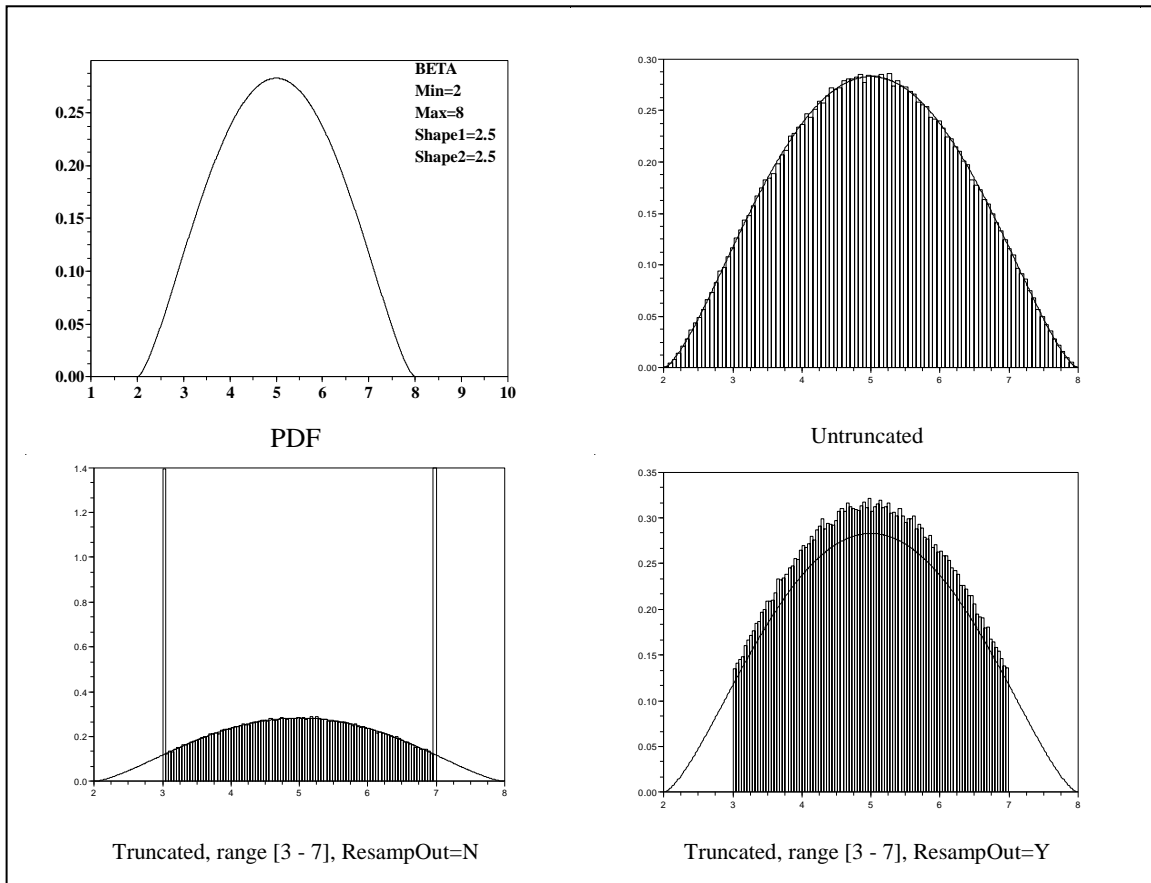 BETA
Min=2
Max=8
Shape1=2.5
Shape2=2.5
0.25
0.20
0.15
0.10
0.05
0.00
1 2 3 4 5 6 7 8 9 10
PDF
0.30
0.25
0.20
0.15
0.10
0.05
0.00
2 3 4 5 6 7 8
Untruncated
1.4
1.2
1.0
0.8
0.6
0.4
0.2
0.0
2 3 4 5 6 7 8
Truncated, range [3 - 7], ResampOut=N
0.35
0.30
0.25
0.20
0.15
0.10
0.05
0.00
2 3 4 5 6 7 8
Truncated, range [3 - 7], ResampOut=Y